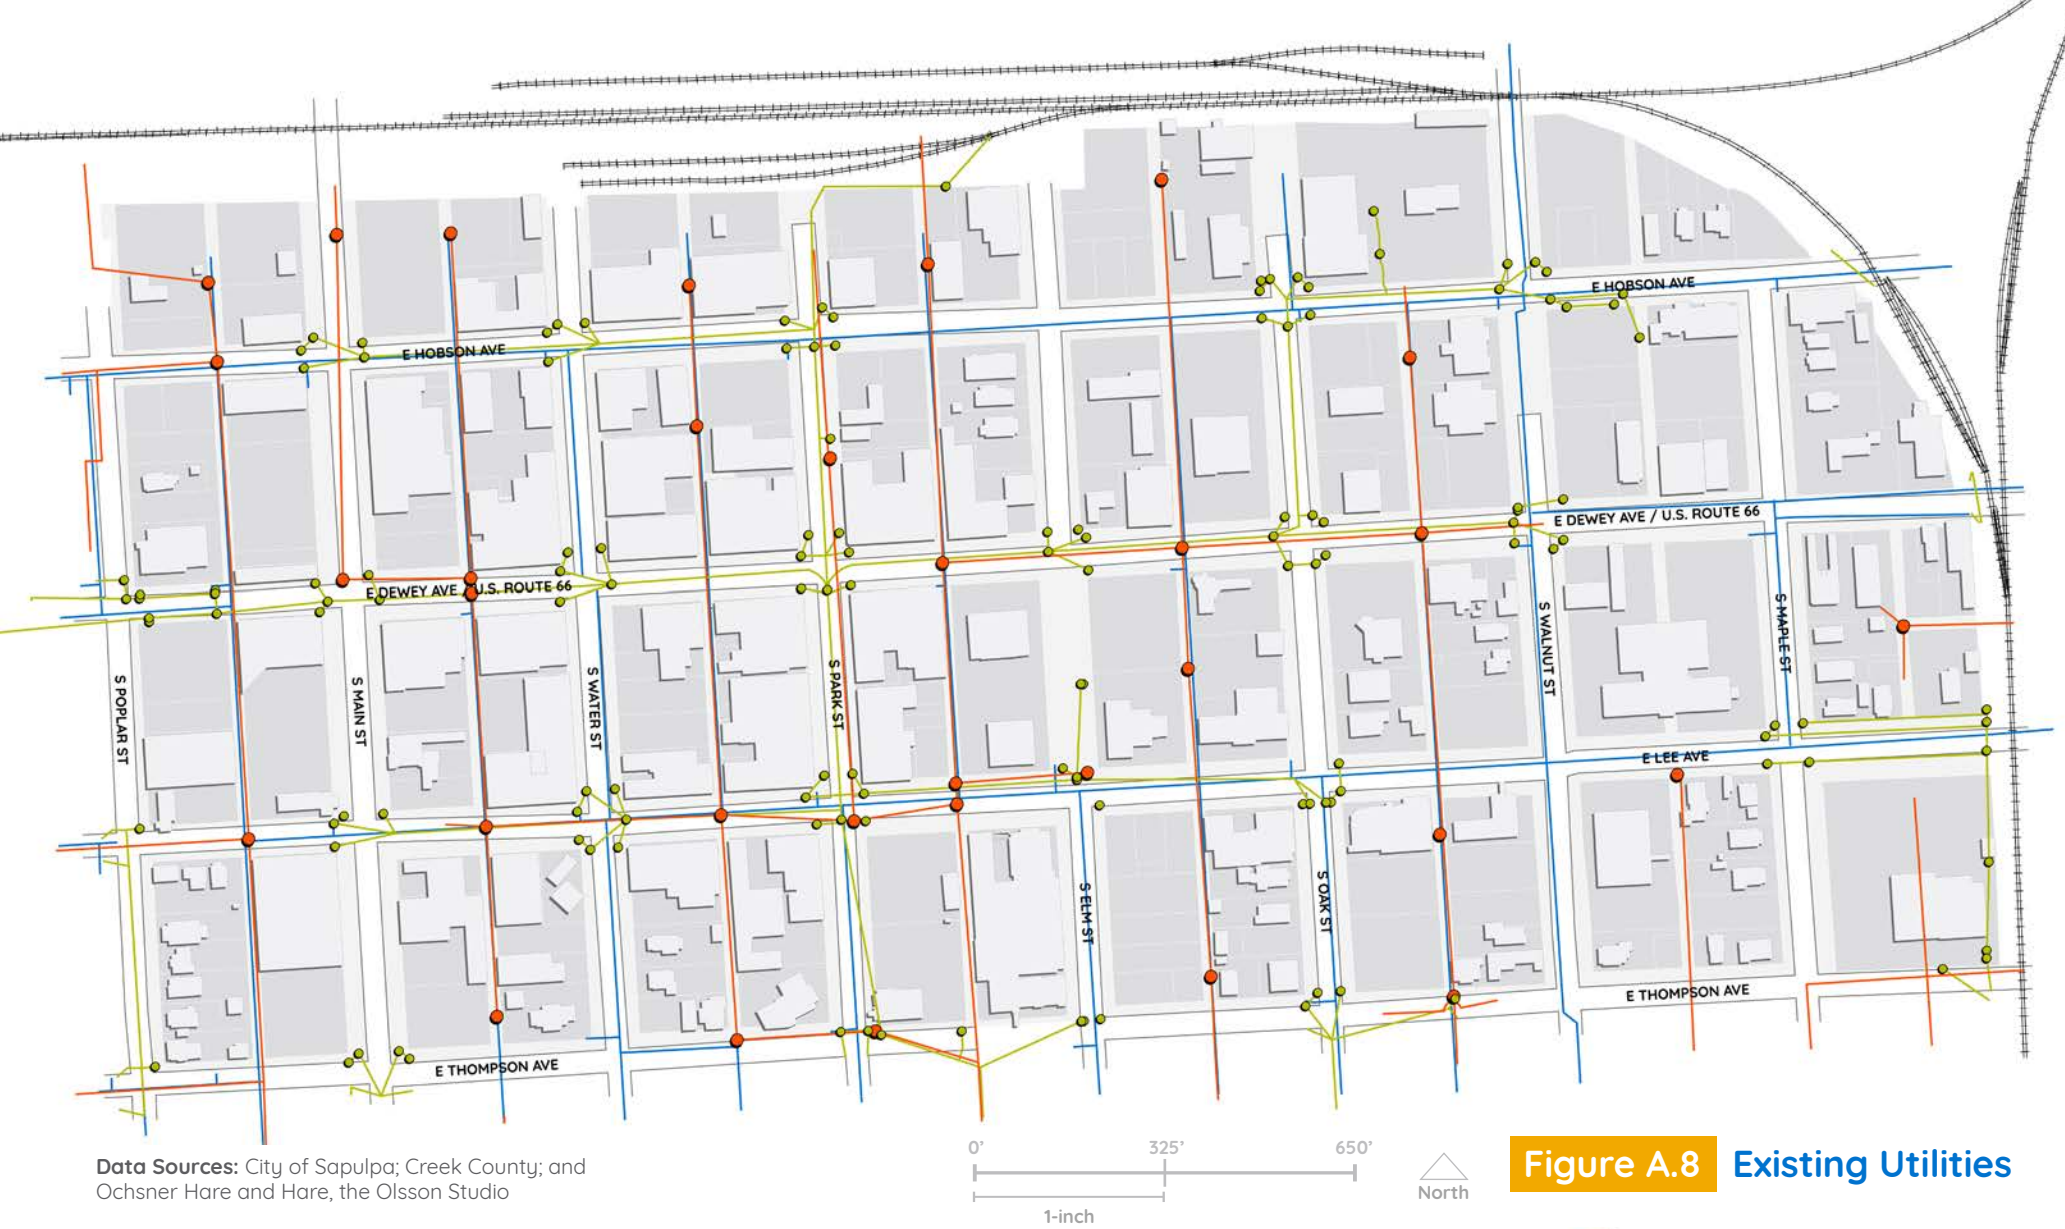 E HOBSON AVE
E HOBSON AVE
E DEWEY AVE / U.S. ROUTE 66
E DEWEY AVE / U.S. ROUTE 66
S POPLAR ST
S MAIN ST
S WATER ST
S PARK ST
S WALNUT ST
S MAPLE ST
E LEE AVE
S ELM ST
S OAK ST
E THOMPSON AVE
E THOMPSON AVE
Data Sources: City of Sapulpa; Creek County; and
Ochsner Hare and Hare, the Olsson Studio
0' 325' 650'
1-inch
North
Figure A.8 Existing Utilities